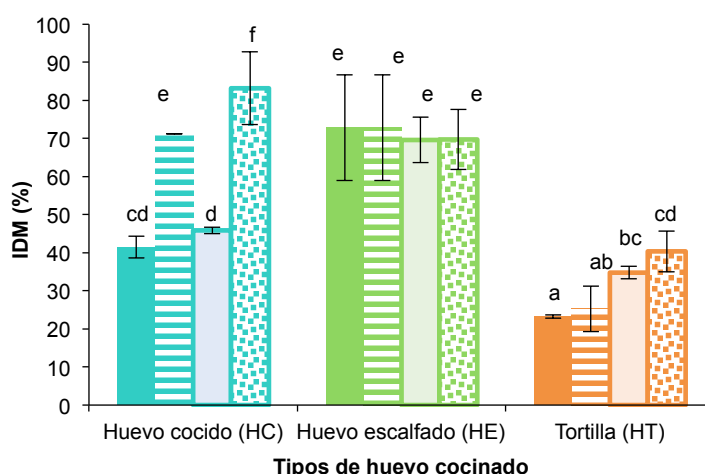 100
90
80
70
60
50
40
30
20
10
0
IDM (%)
cd
e
d
f
e
e
e
e
a
ab
bc
cd
Huevo cocido (HC)
Huevo escalfado (HE)
Tortilla (HT)
Tipos de huevo cocinado